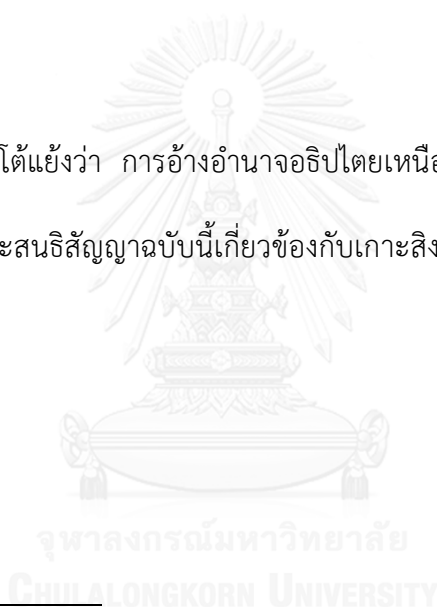 โต้แย้งว่า การอ้างอำนาจอธิปไตยเหนือ
ะสนธิสัญญาฉบับนี้เกี่ยวข้องกับเกาะสิง
จุฬาลงกรณ์มหาวิทยาลัย
CHULALONGKORN UNIVERSITY